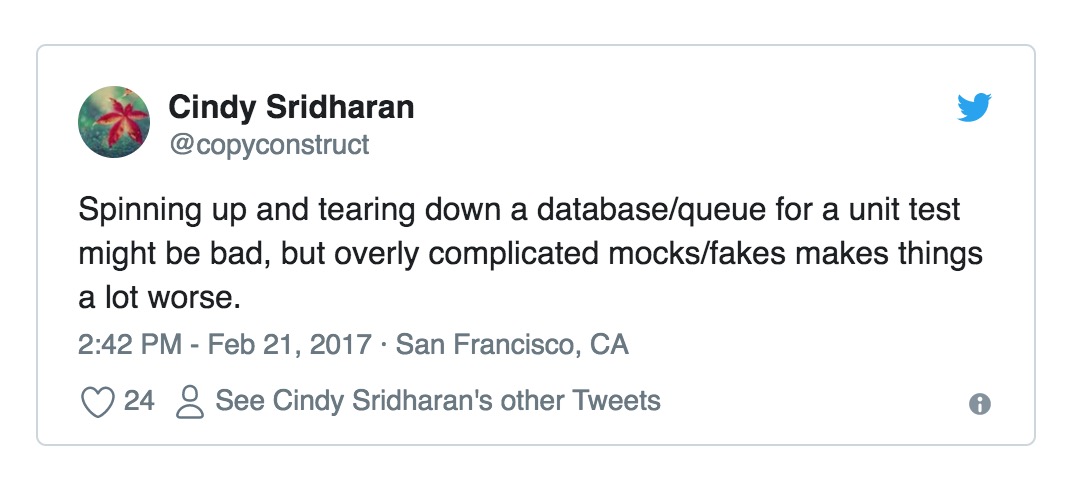 Cindy Sridharan
@copyconstruct
Spinning up and tearing down a database/queue for a unit test
might be bad, but overly complicated mocks/fakes makes things
a lot worse.
2:42 PM - Feb 21, 2017 · San Francisco, CA
24 See Cindy Sridharan's other Tweets